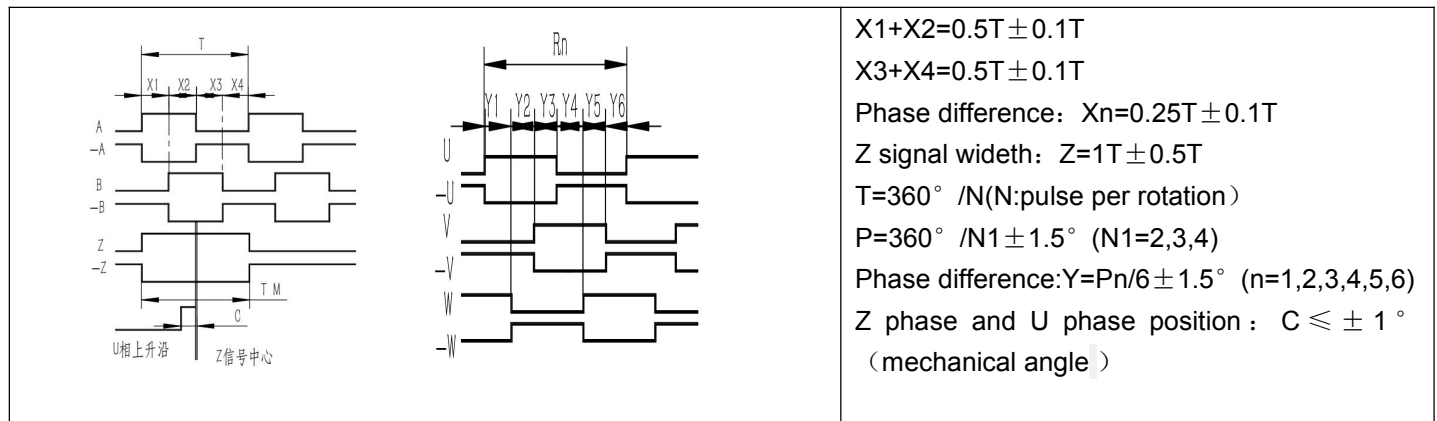 T
X1 X2 X3 X4
A
-A
B
-B
Z
-Z
T M
C
U相上升沿
Z信号中心
Rn
Y1 Y2 Y3 Y4 Y5 Y6
U
-U
V
-V
W
-W
X1+X2=0.5T±0.1T
X3+X4=0.5T±0.1T
Phase difference：Xn=0.25T±0.1T
Z signal wideth：Z=1T±0.5T
T=360° /N(N:pulse per rotation）
P=360° /N1±1.5° (N1=2,3,4)
Phase difference:Y=Pn/6±1.5° (n=1,2,3,4,5,6)
Z phase and U phase position：C≤±1°
（mechanical angle ）